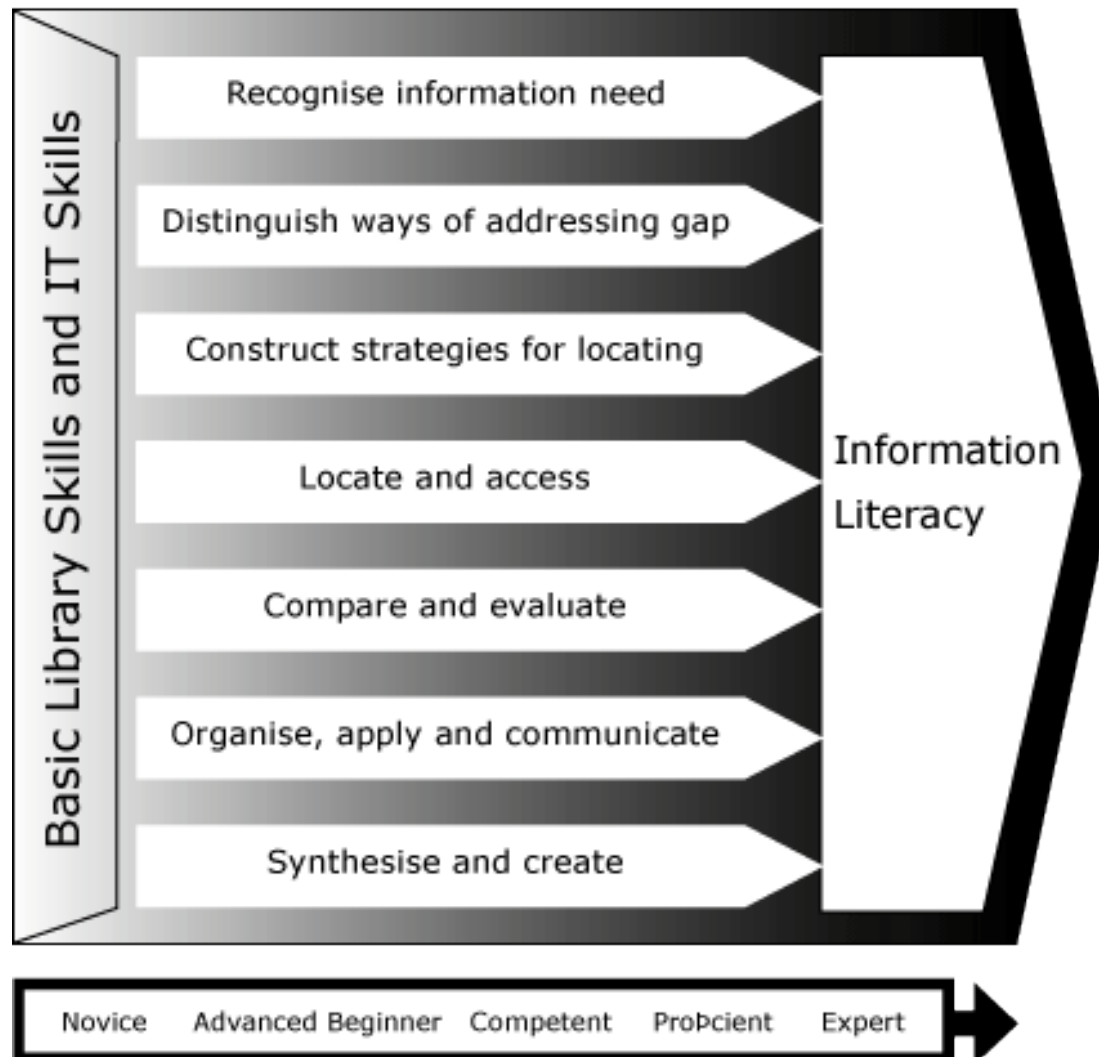 Basic Library Skills and IT Skills
Recognise information need
Distinguish ways of addressing gap
Construct strategies for locating
Locate and access
Compare and evaluate
Organise, apply and communicate
Synthesise and create
Information
Literacy
Novice Advanced Beginner Competent ProÞcient Expert